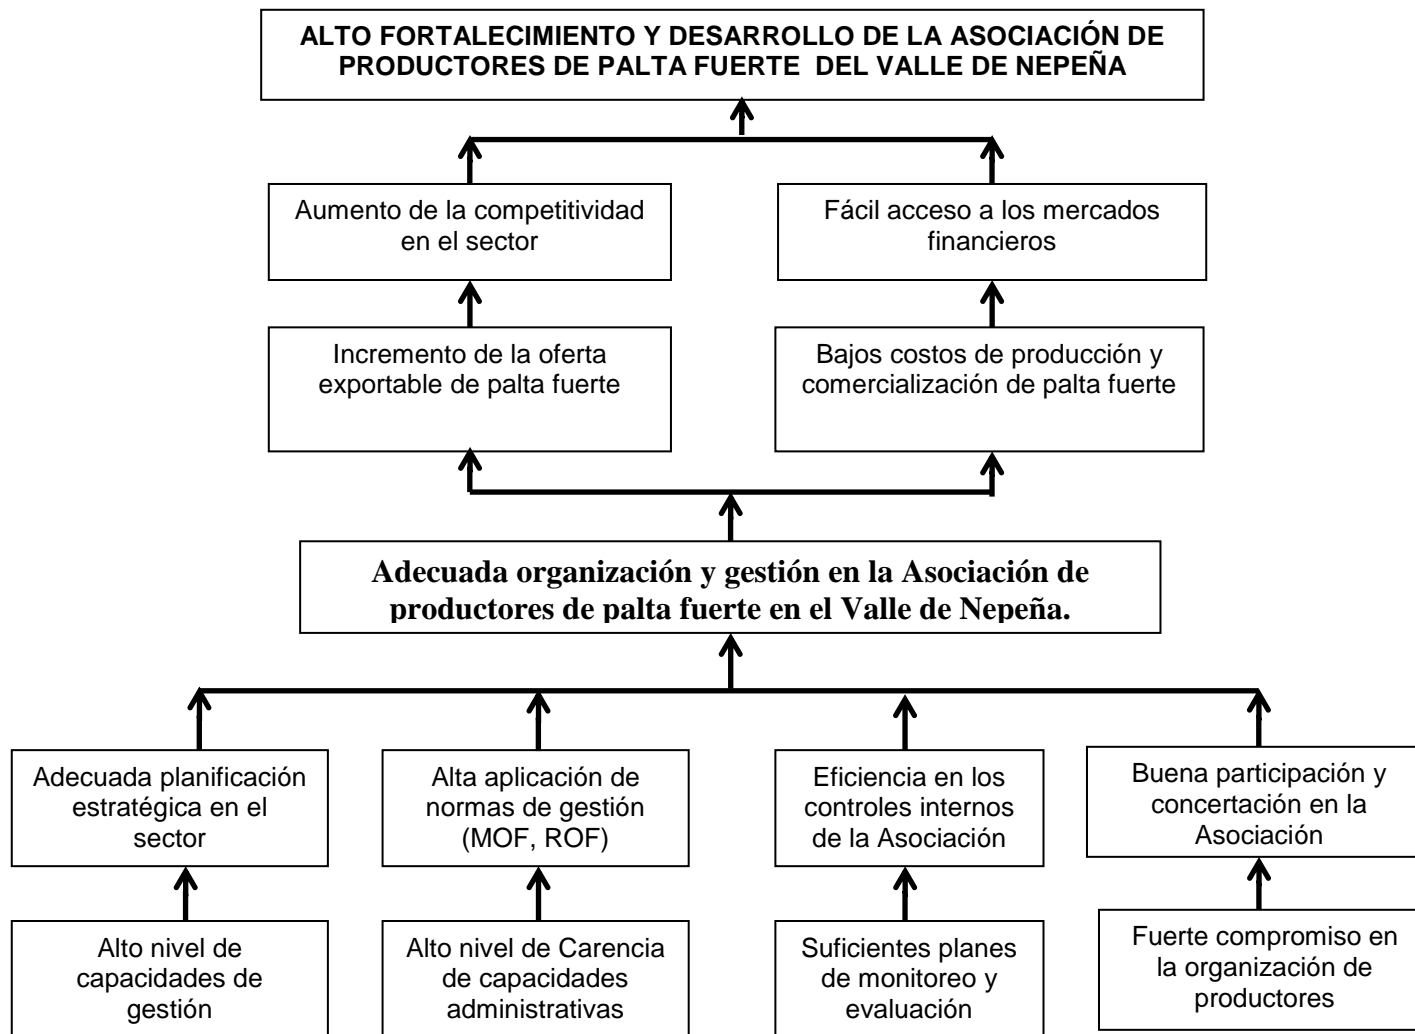 ALTO FORTALECIMIENTO Y DESARROLLO DE LA ASOCIACIÓN DE
PRODUCTORES DE PALTA FUERTE DEL VALLE DE NEPEÑA
Aumento de la competitividad
en el sector
Fácil acceso a los mercados
financieros
Incremento de la oferta
exportable de palta fuerte
Bajos costos de producción y
comercialización de palta fuerte
Adecuada organización y gestión en la Asociación de
productores de palta fuerte en el Valle de Nepeña.
Adecuada planificación
estratégica en el
sector
Alta aplicación de
normas de gestión
(MOF, ROF)
Eficiencia en los
controles internos
de la Asociación
Buena participación y
concertación en la
Asociación
Alto nivel de
capacidades de
gestión
Alto nivel de Carencia
de capacidades
administrativas
Suficientes planes
de monitoreo y
evaluación
Fuerte compromiso en
la organización de
productores